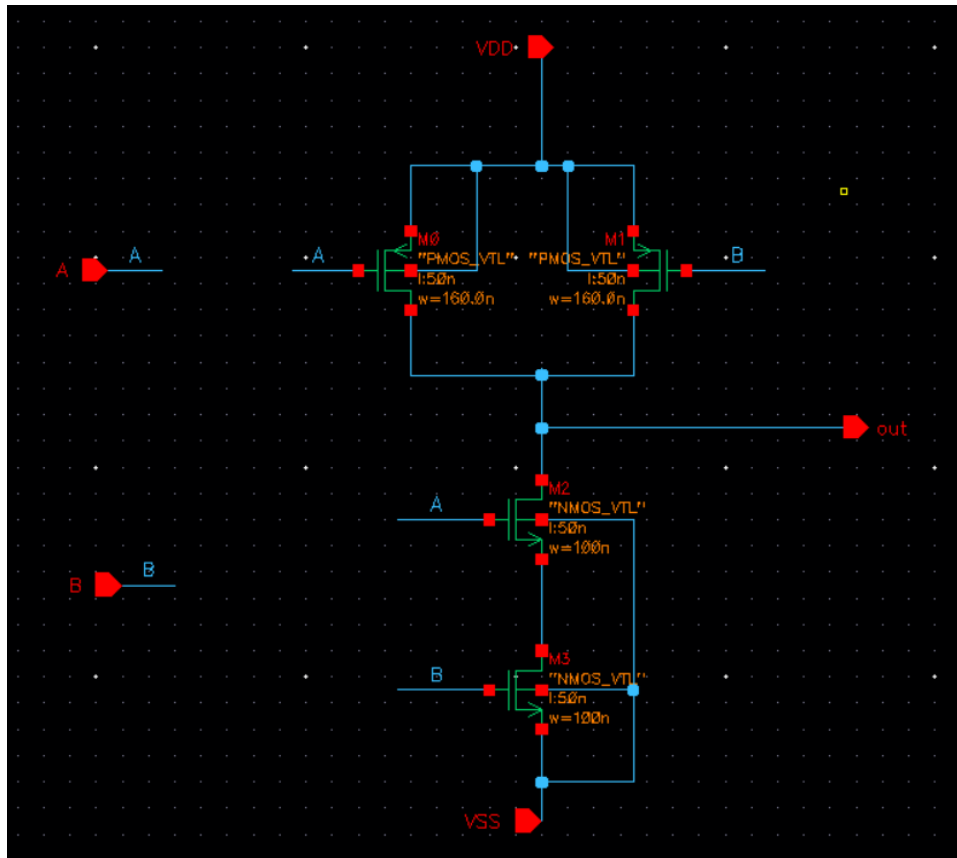 VDD
M0
M1
A
A
"PMOS_VTL"
"PMOS_VTL"
B
A
l:50n
l:50n
w=160.0n
w=160.0n
out
M2
A
"NMOS_VTL"
l:50n
w=100n
B
B
M3
B
"NMOS_VTL"
l:50n
w=100n
VSS